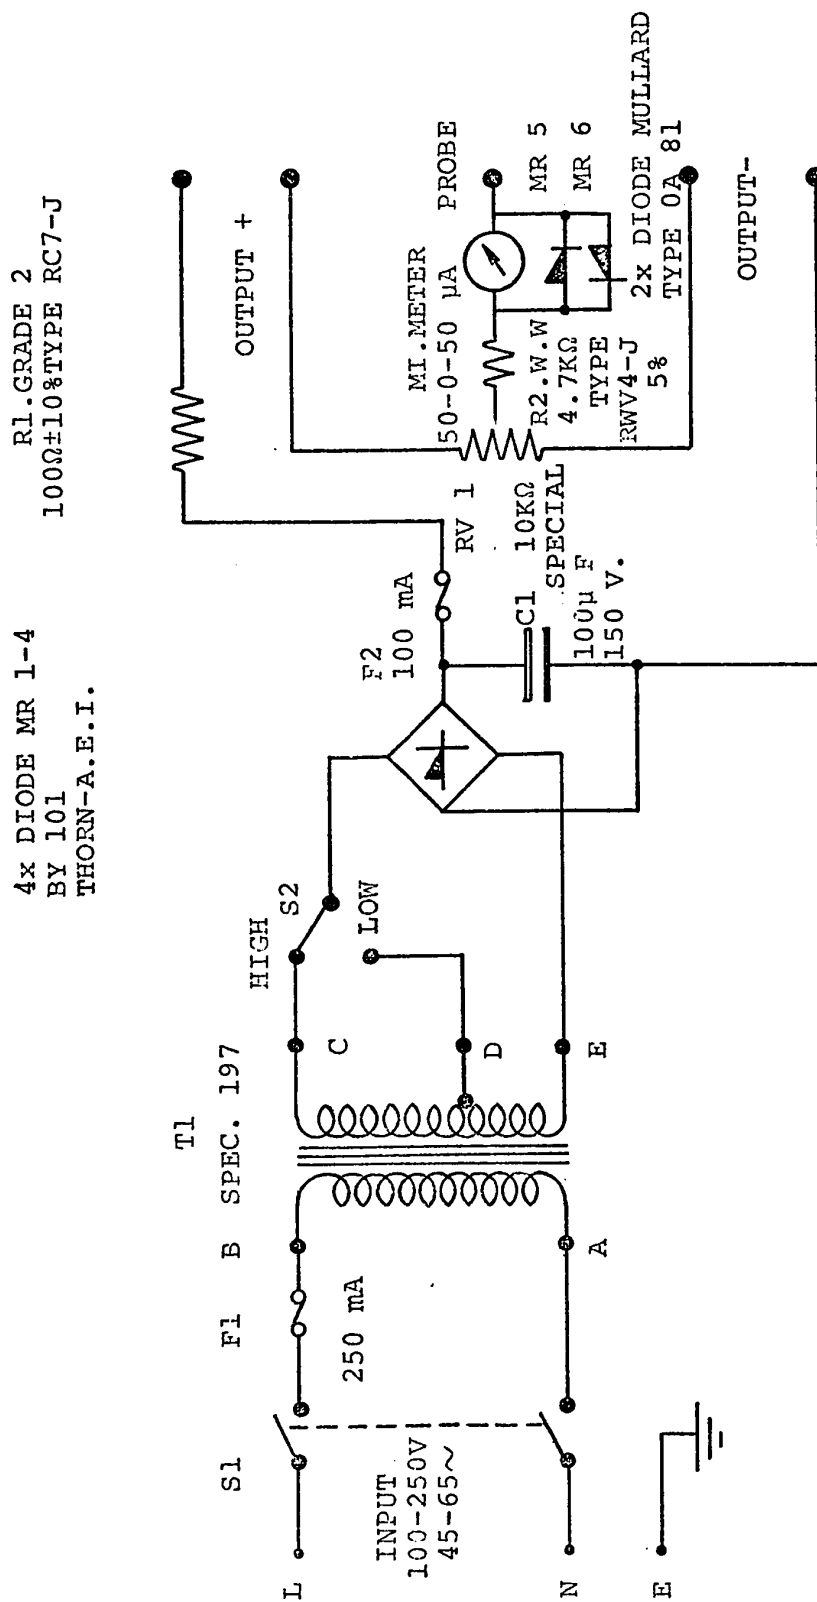 L
N
E
INPUT
100-250V
45-65~
S1
F1
250 mA
B
A
T1
SPEC. 197
C
D
E
HIGH
S2
LOW
4x DIODE MR 1-4
BY 101
THORN-A.E.I.
F2
100 mA
C1
100μ F
150 V.
R1.GRADE 2
100Ω±10%TYPE RC7-J
RV 1
10KΩ
SPECIAL
OUTPUT +
MI.METER
50-0-50 μA
PROBE
R2.W.W
4.7KΩ
TYPE
RWV4-J
5%
MR 5
MR 6
2x DIODE MULLARD
TYPE 0A 81
OUTPUT-